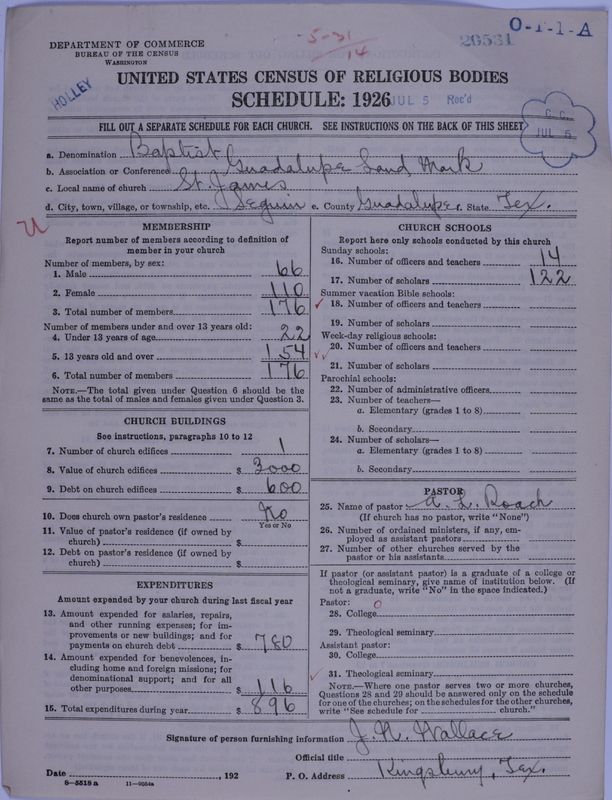 O-1-1-A
-5-31
14
26531
DEPARTMENT OF COMMERCE
BUREAU OF THE CENSUS
WASHINGTON
HOLLEY
UNITED STATES CENSUS OF RELIGIOUS BODIES
SCHEDULE: 1926
JUL 5 Rec'd
C.C.
JUL 5
FILL OUT A SEPARATE SCHEDULE FOR EACH CHURCH. SEE INSTRUCTIONS ON THE BACK OF THIS SHEET
a. Denomination Baptist
b. Association or Conference Guadalupe Land Mark
c. Local name of church St. James
d. City, town, village, or township, etc. Seguin e. County Guadalupe f. State Tex.
U
MEMBERSHIP
Report number of members according to definition of
member in your church
Number of members, by sex:
1. Male 66
2. Female 110
3. Total number of members 176
Number of members under and over 13 years old:
4. Under 13 years of age 22
5. 13 years old and over 154
6. Total number of members 176
NOTE.—The total given under Question 6 should be the
same as the total of males and females given under Question 3.
CHURCH BUILDINGS
See instructions, paragraphs 10 to 12
7. Number of church edifices 1
8. Value of church edifices $ 3000
9. Debt on church edifices $ 600
10. Does church own pastor's residence No
Yes or No
11. Value of pastor's residence (if owned by
church) $
12. Debt on pastor's residence (if owned by
church) $
EXPENDITURES
Amount expended by your church during last fiscal year
13. Amount expended for salaries, repairs,
and other running expenses; for im-
provements or new buildings; and for
payments on church debt $ 780
14. Amount expended for benevolences, in-
cluding home and foreign missions; for
denominational support; and for all
other purposes $ 116
15. Total expenditures during year $ 896
CHURCH SCHOOLS
Report here only schools conducted by this church
Sunday schools:
16. Number of officers and teachers 14
17. Number of scholars 122
Summer vacation Bible schools:
18. Number of officers and teachers
19. Number of scholars
Week-day religious schools:
20. Number of officers and teachers
21. Number of scholars
Parochial schools:
22. Number of administrative officers
23. Number of teachers—
a. Elementary (grades 1 to 8)
b. Secondary
24. Number of scholars—
a. Elementary (grades 1 to 8)
b. Secondary
PASTOR
25. Name of pastor A. L. Roach
(If church has no pastor, write "None")
26. Number of ordained ministers, if any, em-
ployed as assistant pastors
27. Number of other churches served by the
pastor or his assistants
If pastor (or assistant pastor) is a graduate of a college or
theological seminary, give name of institution below. (If
not a graduate, write "No" in the space indicated.)
Pastor: 0
28. College
29. Theological seminary
Assistant pastor:
30. College
31. Theological seminary
NOTE.—Where one pastor serves two or more churches,
Questions 28 and 29 should be answered only on the schedule
for one of the churches; on the schedules for the other churches,
write "See schedule for church."
Signature of person furnishing information J. N. Wallace
Official title
Date , 192 P. O. Address Kingsbury, Tex.
8-5518 a 11-9054a